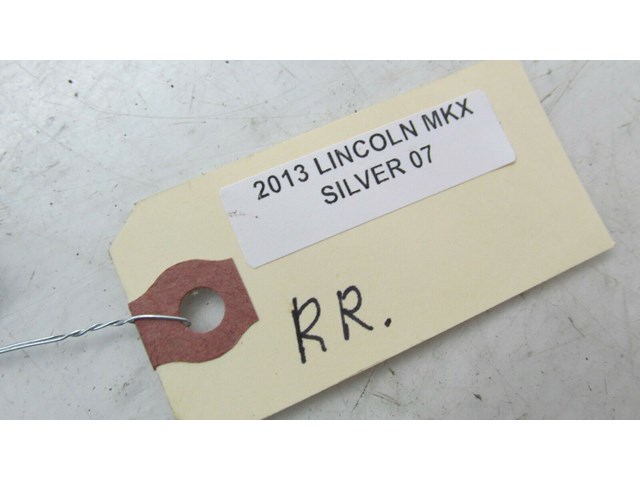 2013 LINCOLN MKX
SILVER 07
RR.